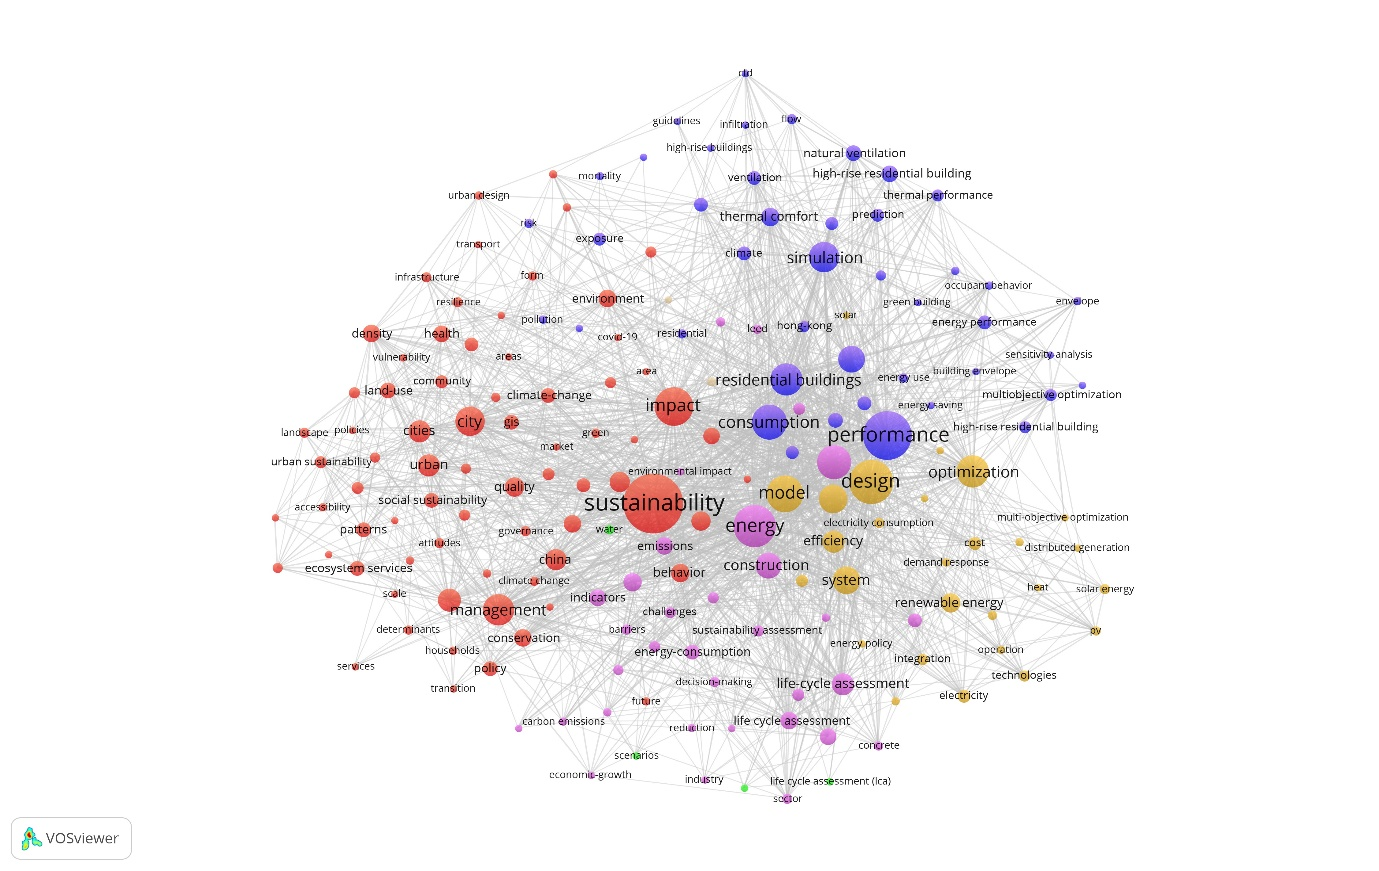 cfd
guidelines
infiltration
flow
high-rise buildings
natural ventilation
mortality
ventilation
high-rise residential building
urban design
thermal performance
risk
thermal comfort
prediction
transport
exposure
climate
simulation
infrastructure
form
occupant behavior
resilience
environment
green building
envelope
pollution
solar
density
health
covid-19
residential
leed
hong-kong
energy performance
vulnerability
areas
sensitivity analysis
area
building envelope
community
residential buildings
energy use
land-use
climate-change
multiobjective optimization
impact
energy saving
city
gis
consumption
landscape
policies
cities
green
performance
high-rise residential building
market
urban sustainability
urban
environmental impact
optimization
quality
model
design
social sustainability
sustainability
accessibility
multi-objective optimization
patterns
governance
water
energy
electricity consumption
attitudes
emissions
efficiency
cost
distributed generation
china
construction
demand response
ecosystem services
climate change
behavior
system
scale
indicators
heat
solar energy
management
challenges
renewable energy
determinants
conservation
barriers
sustainability assessment
pv
households
energy-consumption
energy policy
operation
services
policy
integration
transition
decision-making
life-cycle assessment
technologies
future
electricity
carbon emissions
reduction
life cycle assessment
concrete
scenarios
economic-growth
industry
life cycle assessment (lca)
sector
VOSviewer